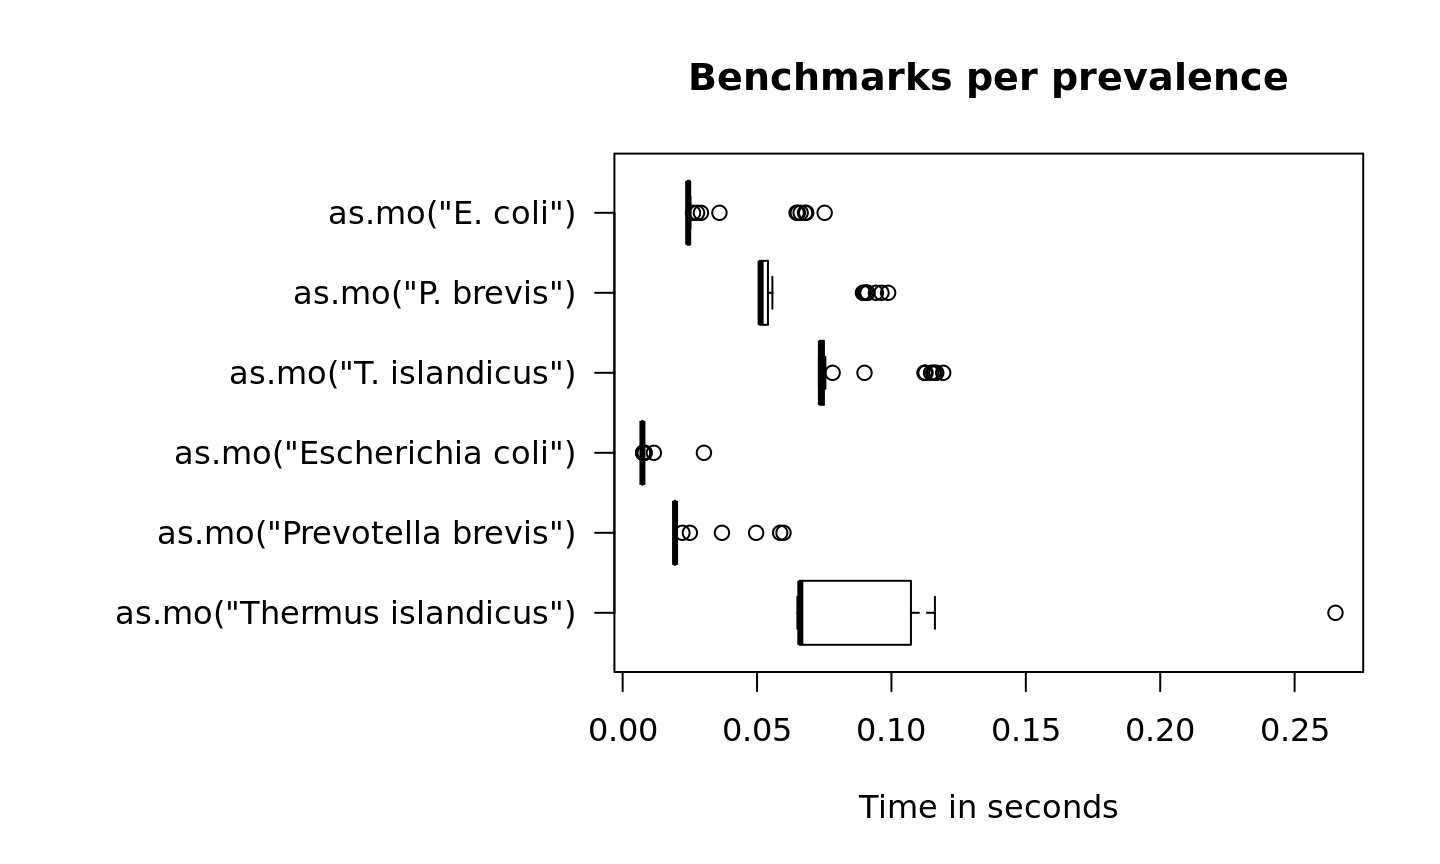 Benchmarks per prevalence
as.mo("E. coli")
as.mo("P. brevis")
as.mo("T. islandicus")
as.mo("Escherichia coli")
as.mo("Prevotella brevis")
as.mo("Thermus islandicus")
0.00 0.05 0.10 0.15 0.20 0.25
Time in seconds